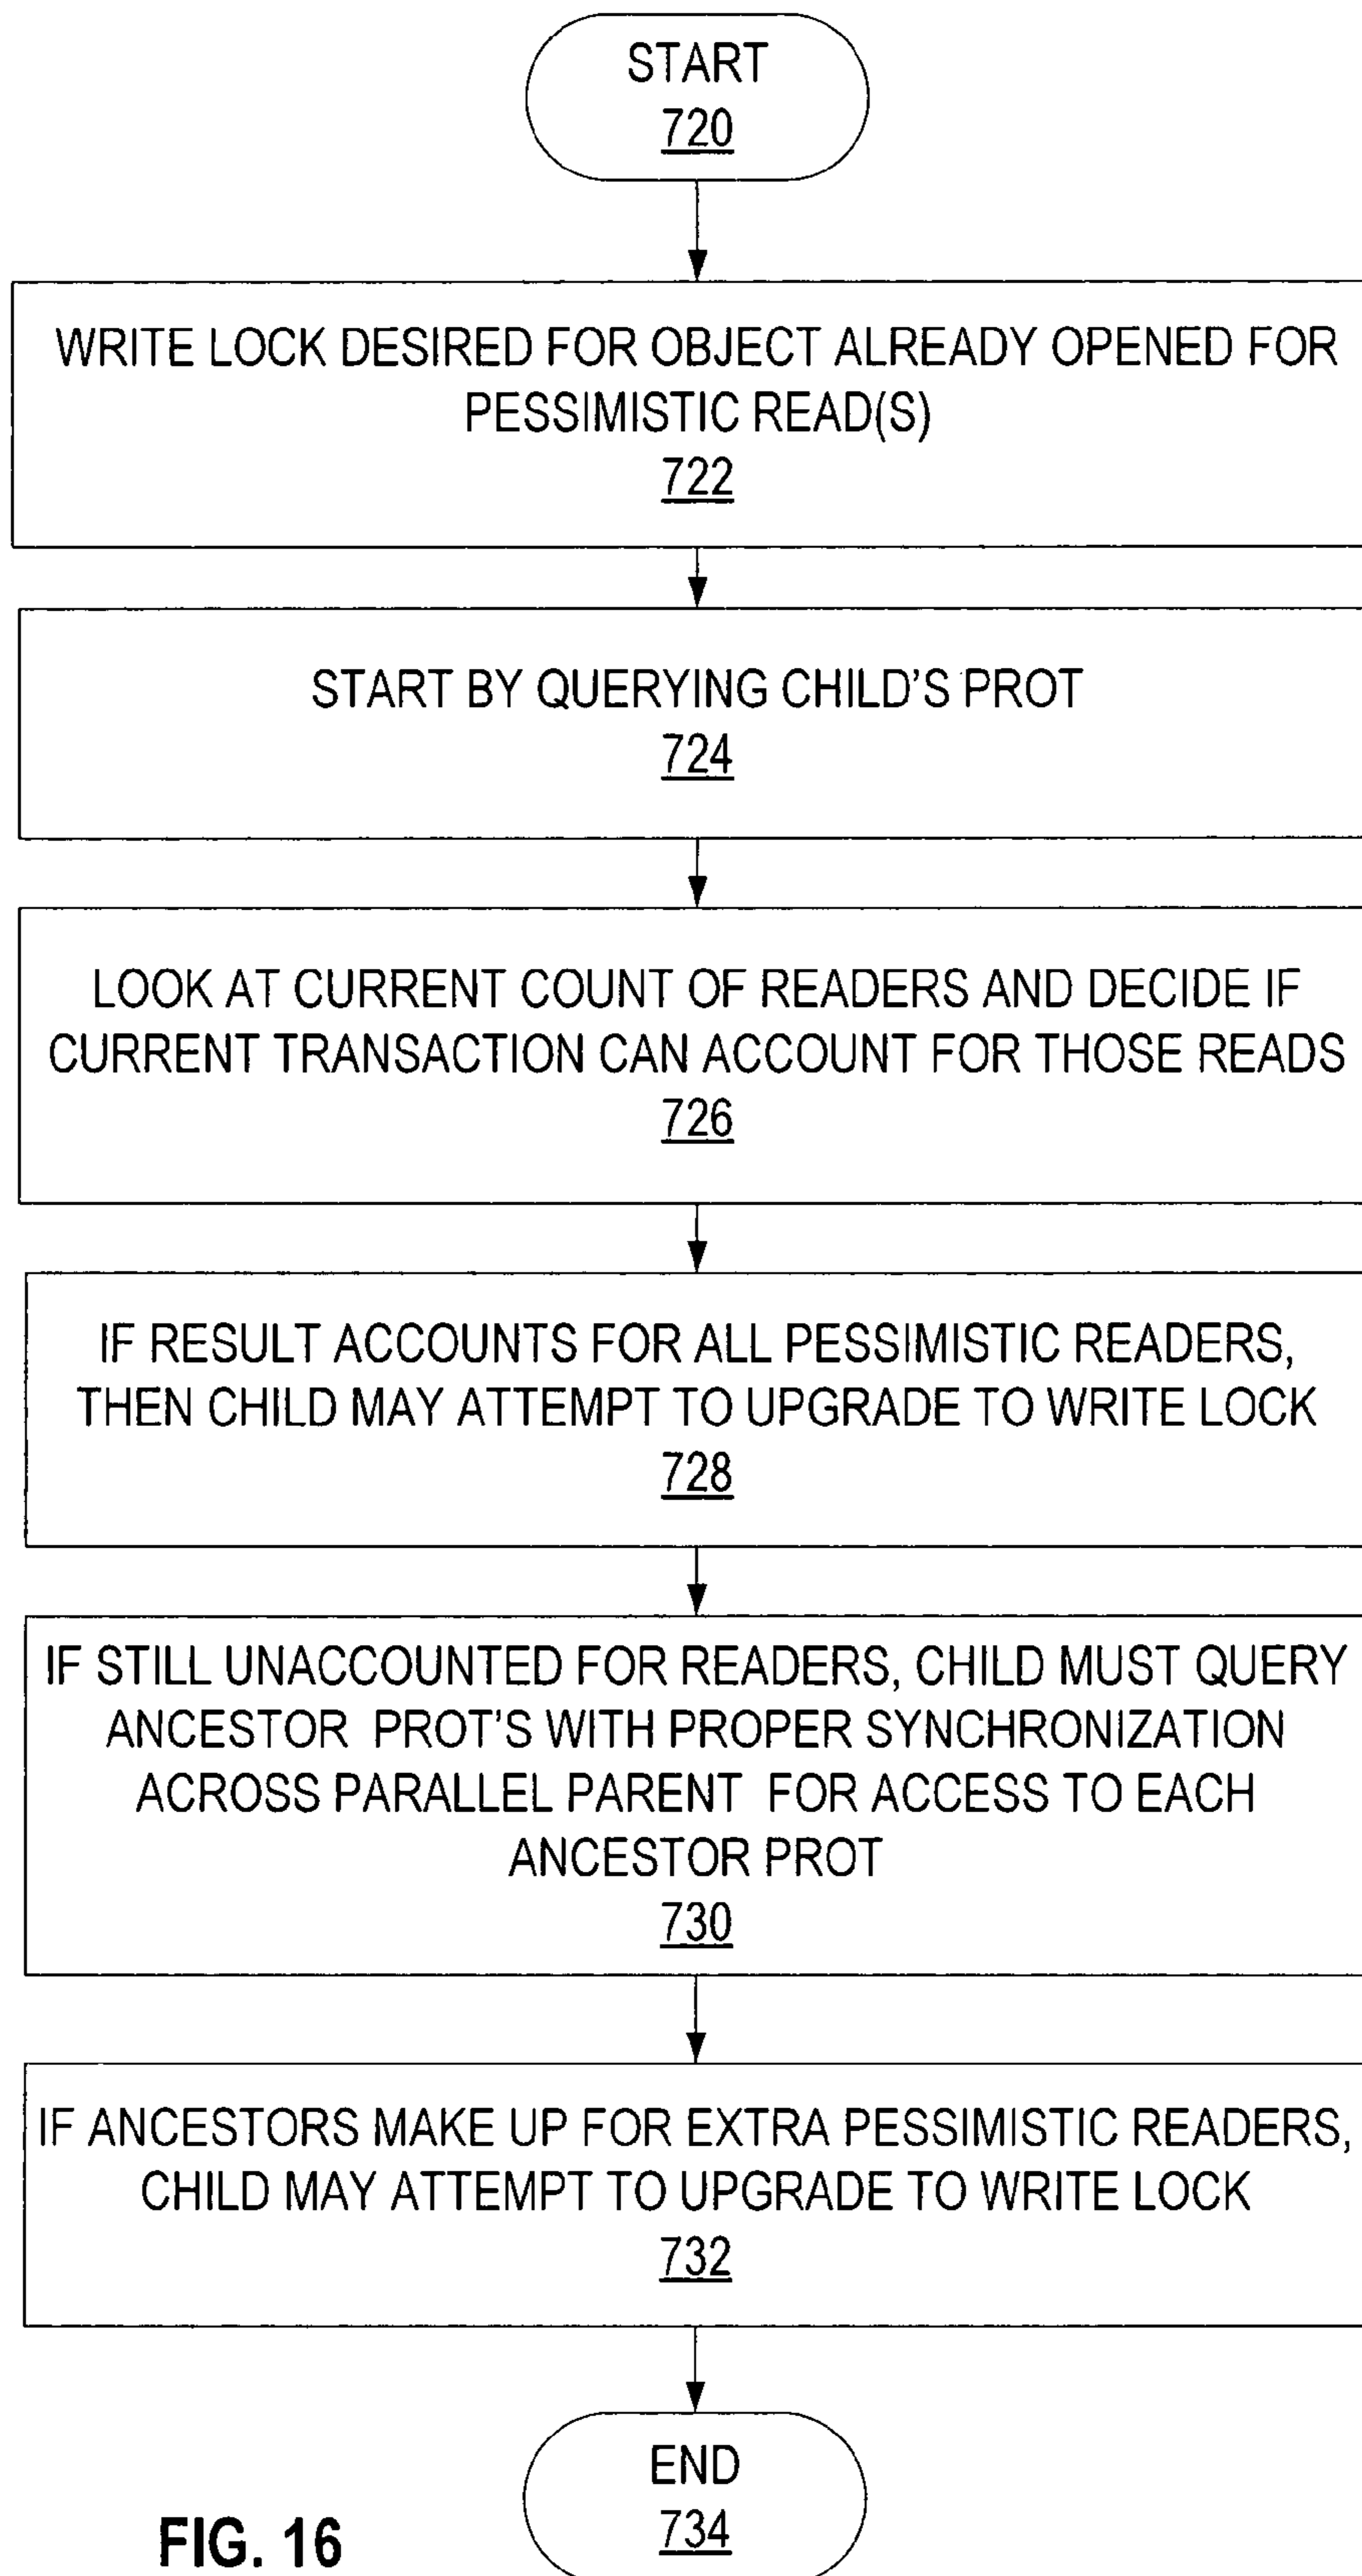 START
720
WRITE LOCK DESIRED FOR OBJECT ALREADY OPENED FOR
PESSIMISTIC READ(S)
722
START BY QUERYING CHILD'S PROT
724
LOOK AT CURRENT COUNT OF READERS AND DECIDE IF
CURRENT TRANSACTION CAN ACCOUNT FOR THOSE READS
726
IF RESULT ACCOUNTS FOR ALL PESSIMISTIC READERS,
THEN CHILD MAY ATTEMPT TO UPGRADE TO WRITE LOCK
728
IF STILL UNACCOUNTED FOR READERS, CHILD MUST QUERY
ANCESTOR PROT'S WITH PROPER SYNCHRONIZATION
ACROSS PARALLEL PARENT FOR ACCESS TO EACH
ANCESTOR PROT
730
IF ANCESTORS MAKE UP FOR EXTRA PESSIMISTIC READERS,
CHILD MAY ATTEMPT TO UPGRADE TO WRITE LOCK
732
END
734
FIG. 16